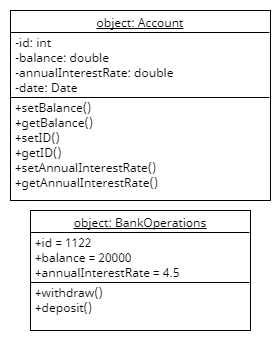 object: Account
-id: int
-balance: double
-annualInterestRate: double
-date: Date
+setBalance()
+getBalance()
+setID()
+getID()
+setAnnualInterestRate()
+getAnnualInterestRate()
object: BankOperations
+id = 1122
+balance = 20000
+annualInterestRate = 4.5
+withdraw()
+deposit()